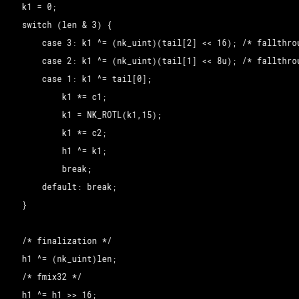 k1 = 0;
switch (len & 3) {
case 3: k1 ^= (nk_uint)(tail[2] << 16); /* fallthrou
case 2: k1 ^= (nk_uint)(tail[1] << 8u); /* fallthrou
case 1: k1 ^= tail[0];
k1 *= c1;
k1 = NK_ROTL(k1,15);
k1 *= c2;
h1 ^= k1;
break;
default: break;
}
/* finalization */
h1 ^= (nk_uint)len;
/* fmix32 */
h1 ^= h1 >> 16;